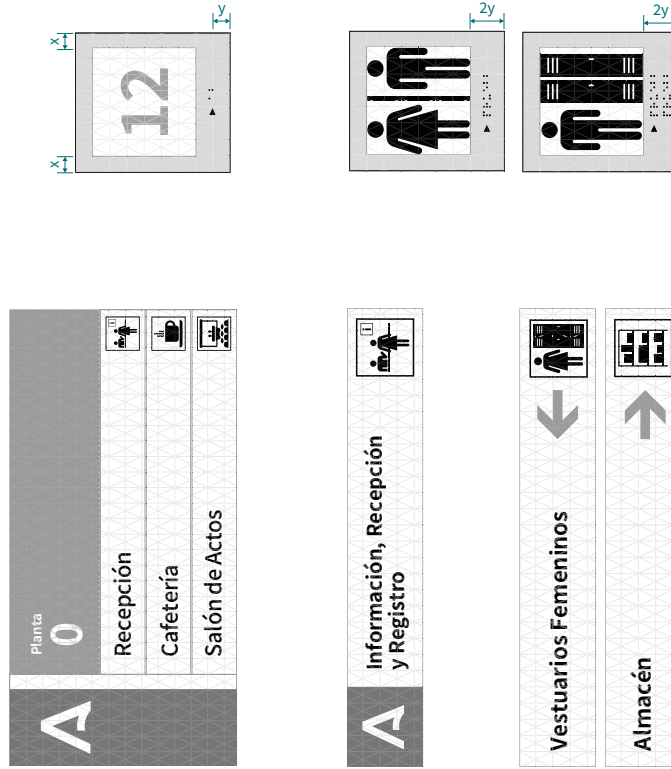 A
Planta
0
Recepción
Cafetería
Salón de Actos
x
x
y
12
A
Información, Recepción
y Registro
i
2y
Vestuarios Femeninos
2y
Almacén